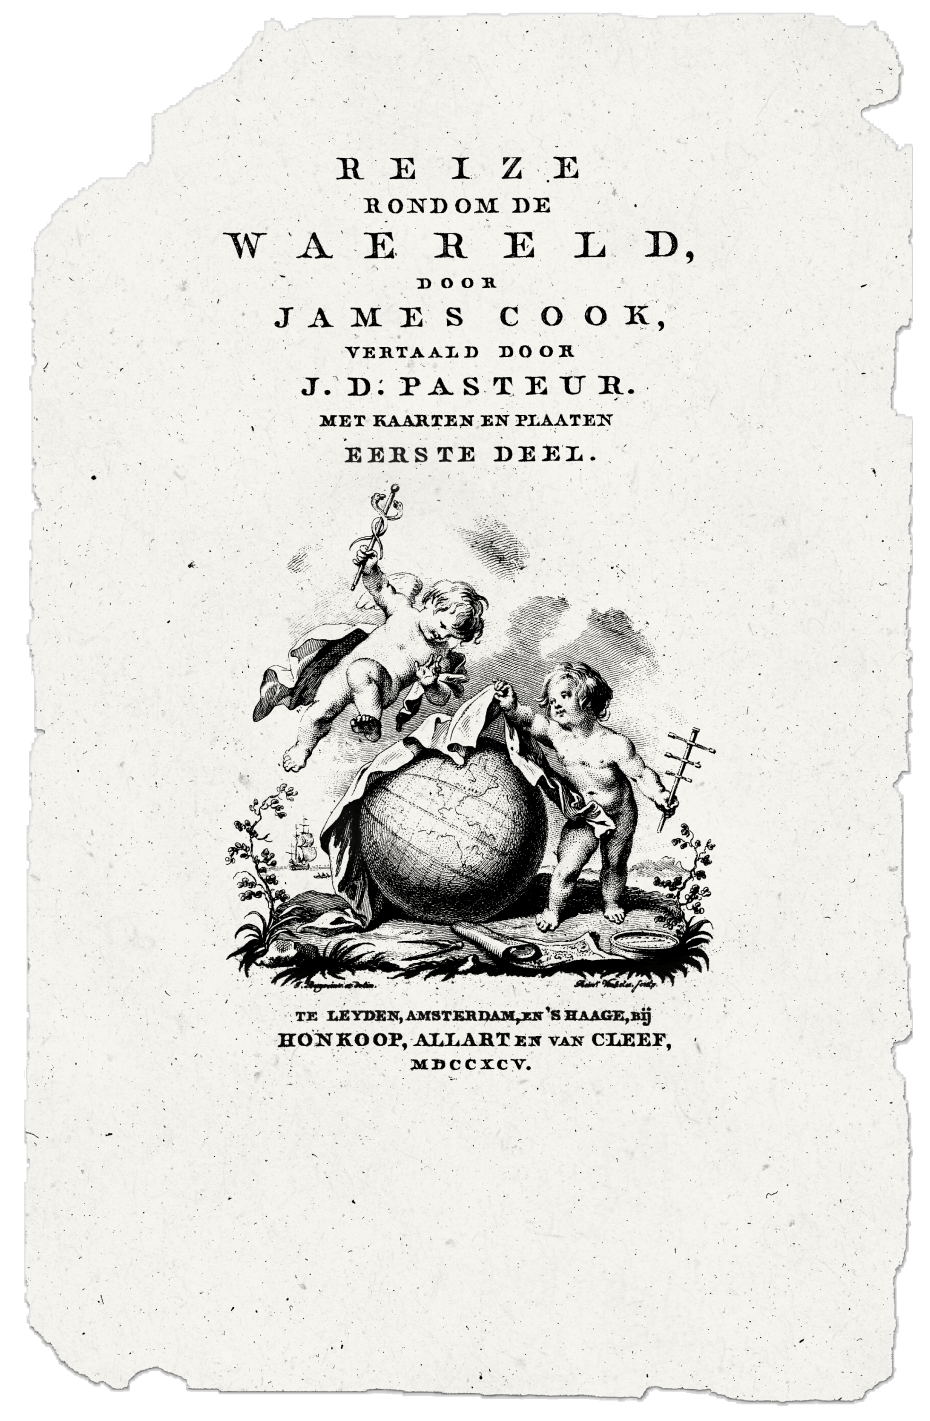 REIZE
RONDOM DE
WAERELD,
DOOR
JAMES COOK,
VERTAALD DOOR
J. D. PASTEUR.
MET KAARTEN EN PLAATEN
EERSTE DEEL.
TE LEYDEN, AMSTERDAM, EN 'S HAAGE, bij
HONKOOP, ALLART EN VAN CLEEF,
MDCCXCV.